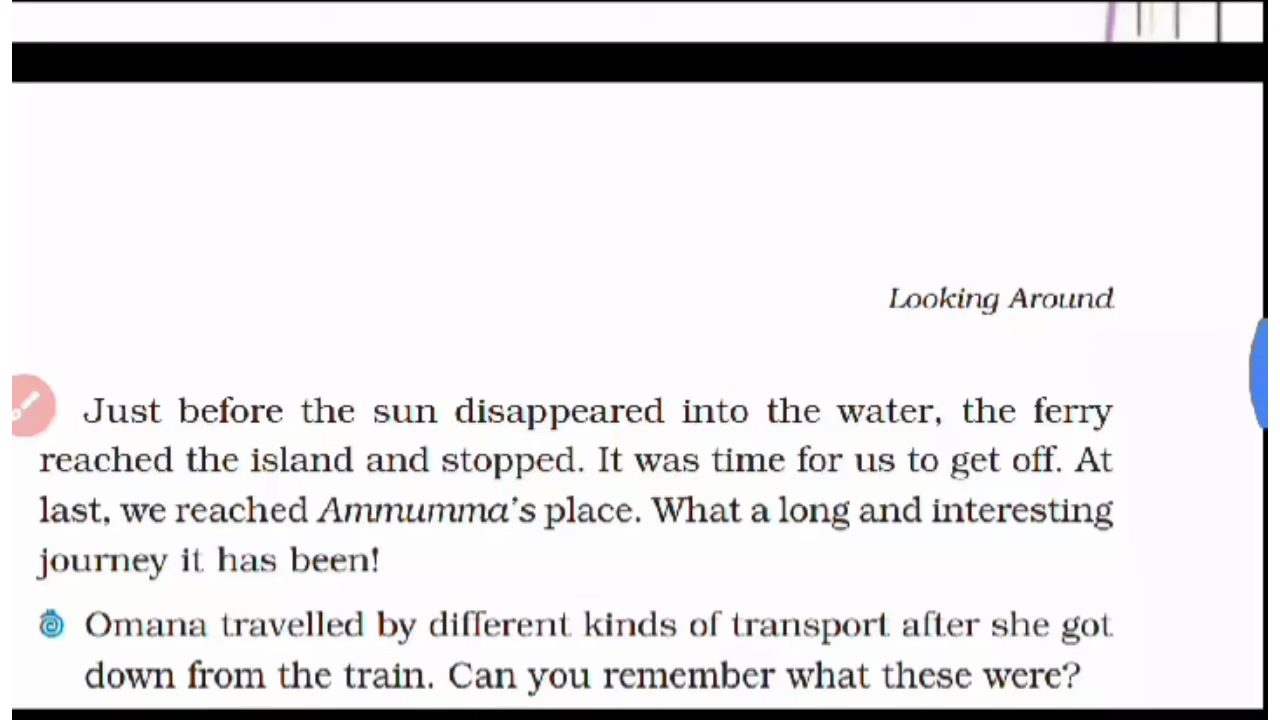 Looking Around
Just before the sun disappeared into the water, the ferry
reached the island and stopped. It was time for us to get off. At
last, we reached Ammumma's place. What a long and interesting
journey it has been!
Omana travelled by different kinds of transport after she got
down from the train. Can you remember what these were?